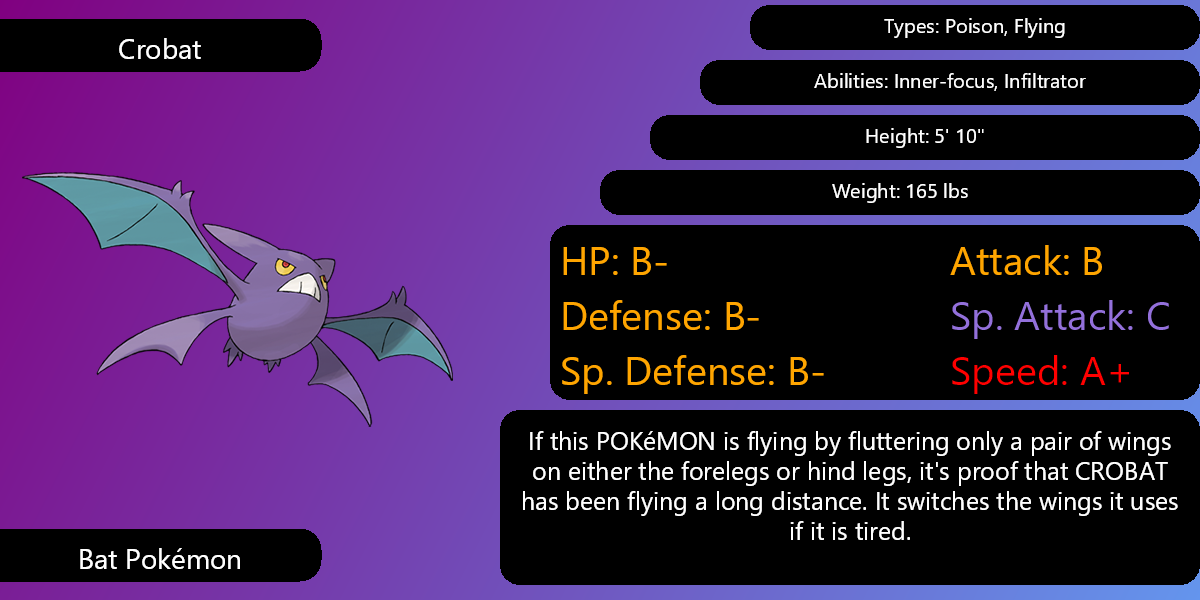 Crobat
Types: Poison, Flying
Abilities: Inner-focus, Infiltrator
Height: 5' 10"
Weight: 165 lbs
HP: B-
Attack: B
Defense: B-
Sp. Attack: C
Sp. Defense: B-
Speed: A+
If this POKéMON is flying by fluttering only a pair of wings
on either the forelegs or hind legs, it's proof that CROBAT
has been flying a long distance. It switches the wings it uses
if it is tired.
Bat Pokémon